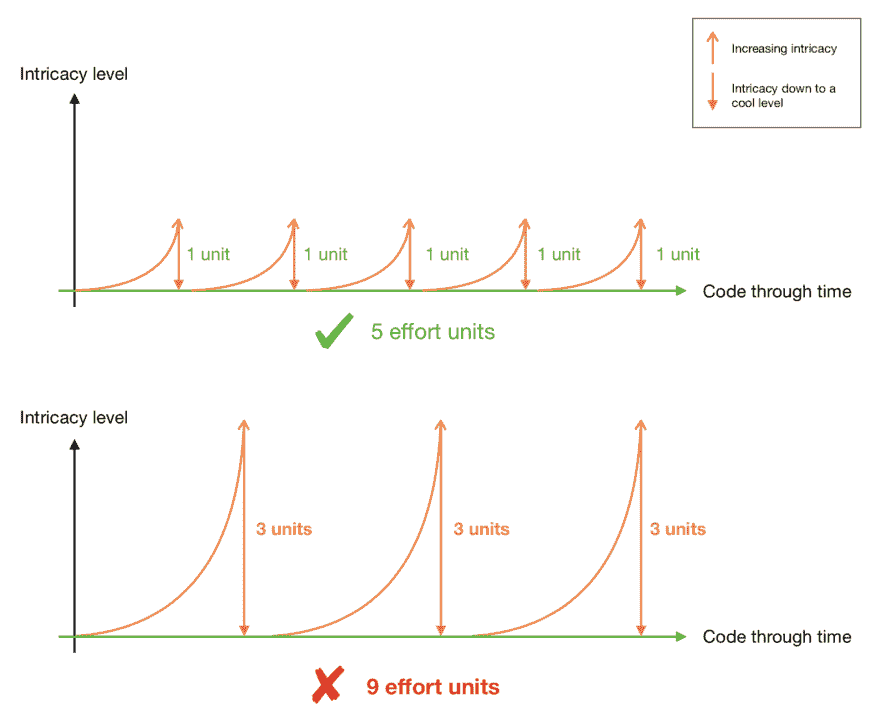 Increasing intricacy
Intricacy down to a
cool level
Intricacy level
1 unit
1 unit
1 unit
1 unit
1 unit
Code through time
5 effort units
Intricacy level
3 units
3 units
3 units
Code through time
9 effort units